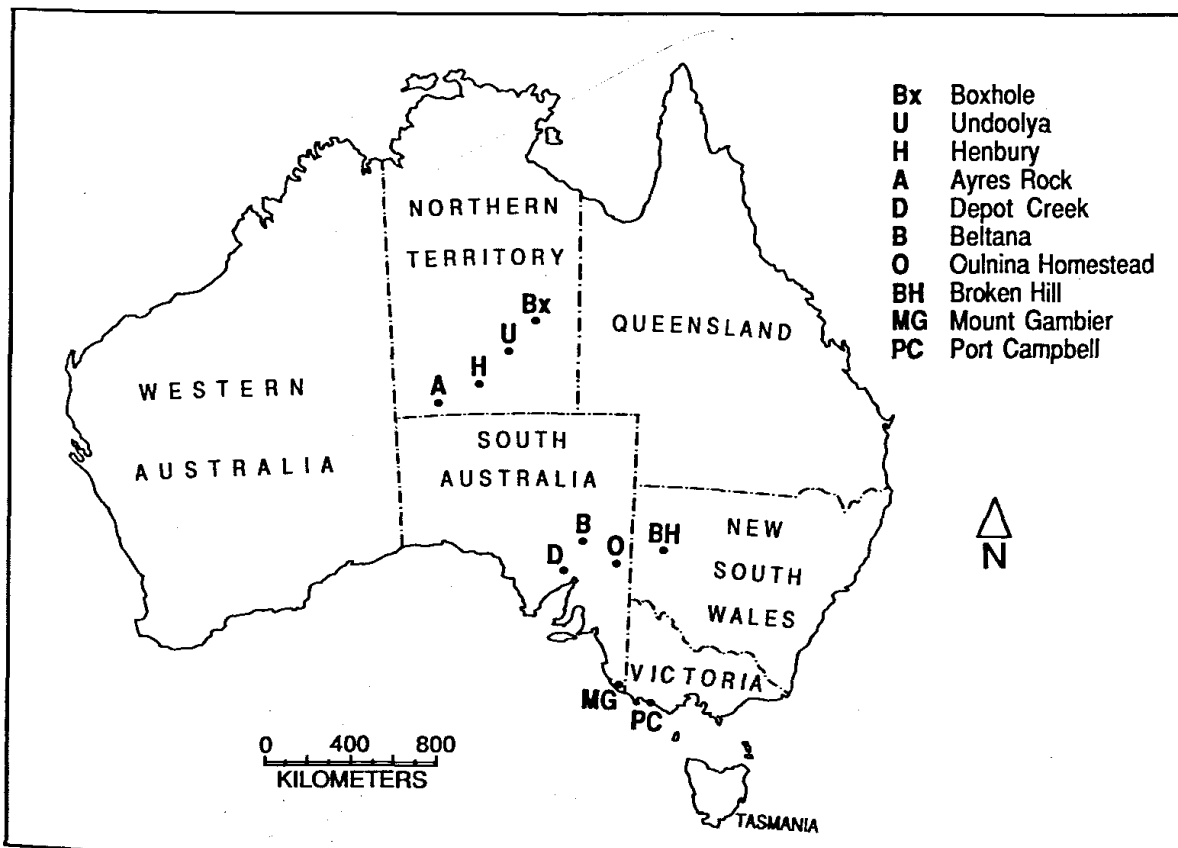 Bx Boxhole
U Undoolya
H Henbury
A Ayres Rock
D Depot Creek
B Beltana
O Oulnina Homestead
BH Broken Hill
MG Mount Gambier
PC Port Campbell
NORTHERN
TERRITORY
Bx
U
H
A
QUEENSLAND
WESTERN
AUSTRALIA
SOUTH
AUSTRALIA
B
D
O
BH
NEW
SOUTH
WALES
N
VICTORIA
MG
PC
0 400 800
KILOMETERS
TASMANIA